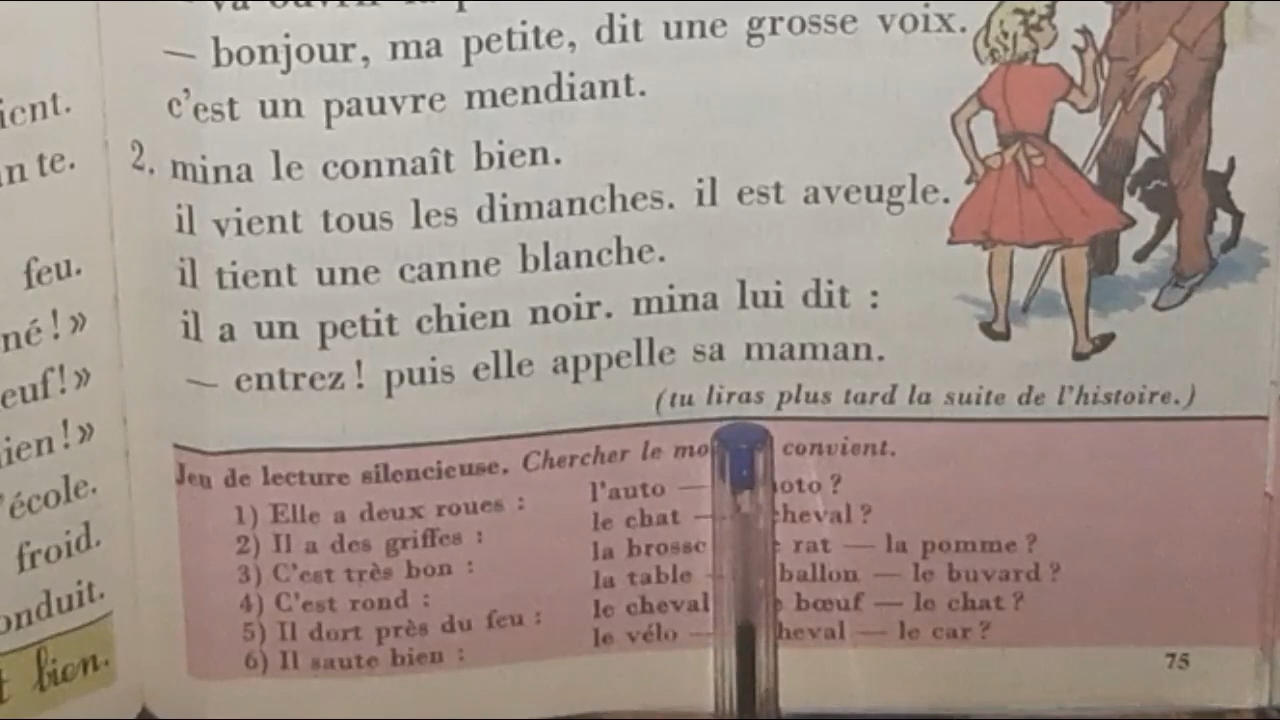 ient.
n te.
feu.
né ! »
euf ! »
ien ! »
école.
froid.
onduit.
bien.
— bonjour, ma petite, dit une grosse voix.
c'est un pauvre mendiant.
2. mina le connaît bien.
il vient tous les dimanches. il est aveugle.
il tient une canne blanche.
il a un petit chien noir. mina lui dit :
— entrez ! puis elle appelle sa maman.
(tu liras plus tard la suite de l'histoire.)
Jeu de lecture silencieuse. Chercher le mo convient.
1) Elle a deux roues : l'auto — oto ?
2) Il a des griffes : le chat — cheval ?
3) C'est très bon : la brosse rat — la pomme ?
4) C'est rond : la table ballon — le buvard ?
5) Il dort près du feu : le cheval bœuf — le chat ?
6) Il saute bien : le vélo — heval — le car ?
75